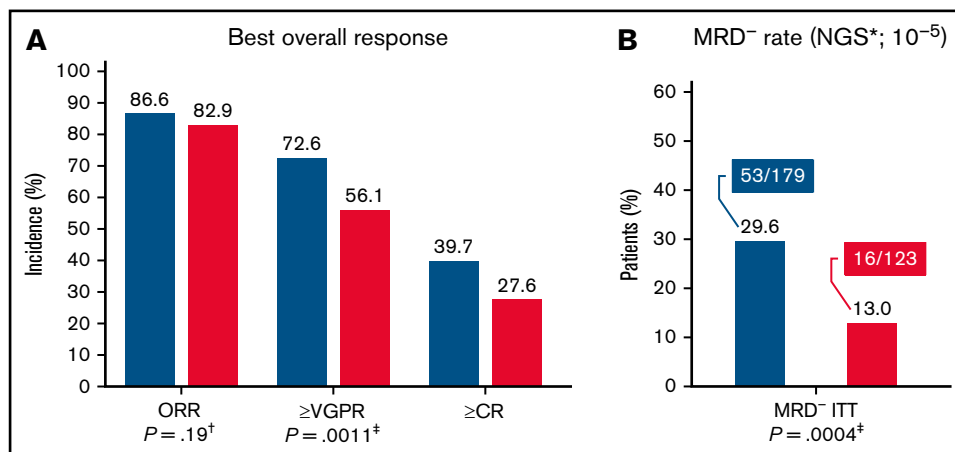 A Best overall response
Incidence (%)
100
90
80
70
60
50
40
30
20
10
0
86.6
82.9
72.6
56.1
39.7
27.6
ORR
P = .19†
≥VGPR
P = .0011‡
≥CR
B MRD⁻ rate (NGS*; 10⁻⁵)
Patients (%)
60
50
40
30
20
10
0
53/179
29.6
16/123
13.0
MRD⁻ ITT
P = .0004‡